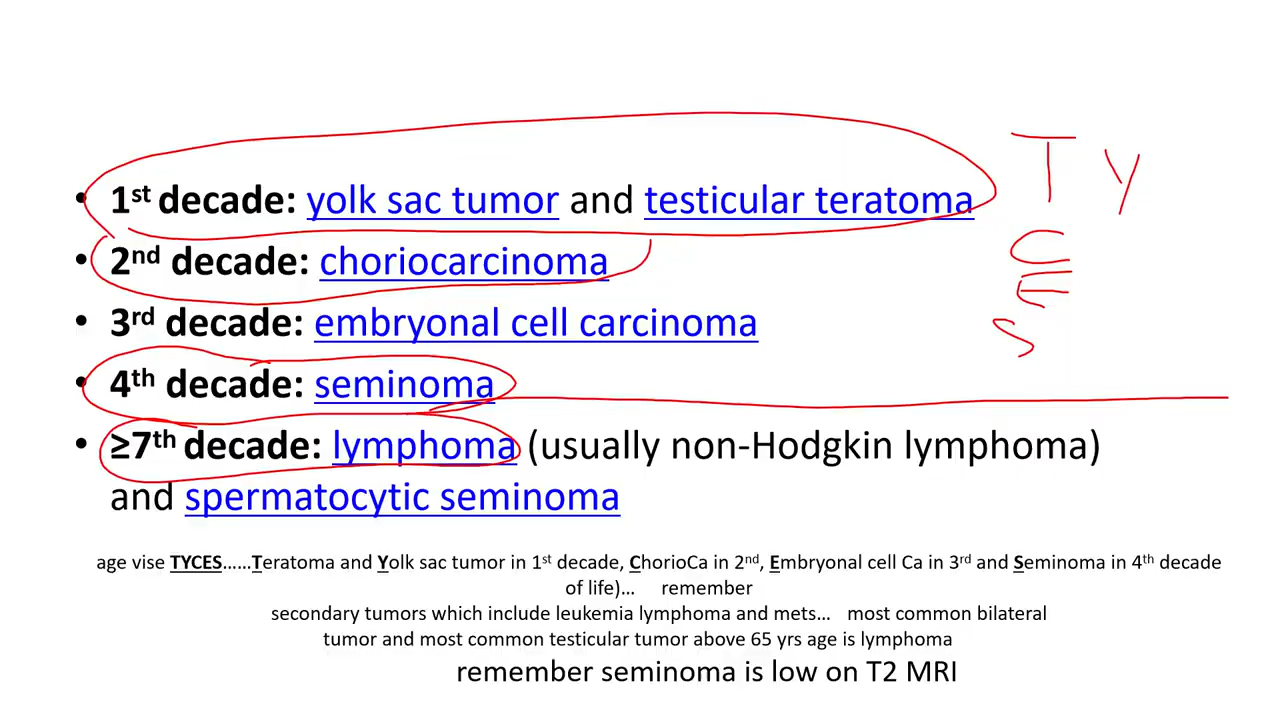 • 1st decade: yolk sac tumor and testicular teratoma
• 2nd decade: choriocarcinoma
• 3rd decade: embryonal cell carcinoma
• 4th decade: seminoma
• ≥7th decade: lymphoma (usually non-Hodgkin lymphoma)
and spermatocytic seminoma
T Y
C
E
S
age vise TYCES……Teratoma and Yolk sac tumor in 1st decade, ChorioCa in 2nd, Embryonal cell Ca in 3rd and Seminoma in 4th decade
of life)… remember
secondary tumors which include leukemia lymphoma and mets… most common bilateral
tumor and most common testicular tumor above 65 yrs age is lymphoma
remember seminoma is low on T2 MRI